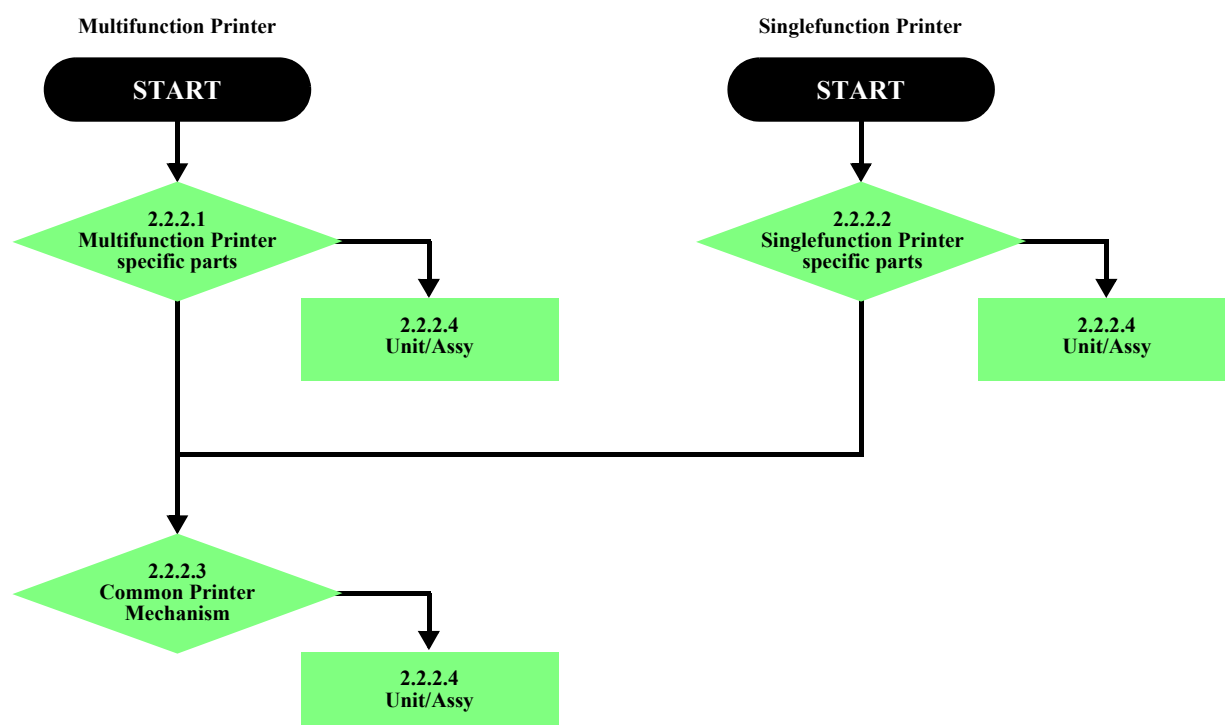 Multifunction Printer
Singlefunction Printer
START
START
2.2.2.1
Multifunction Printer
specific parts
2.2.2.2
Singlefunction Printer
specific parts
2.2.2.4
Unit/Assy
2.2.2.4
Unit/Assy
2.2.2.3
Common Printer
Mechanism
2.2.2.4
Unit/Assy